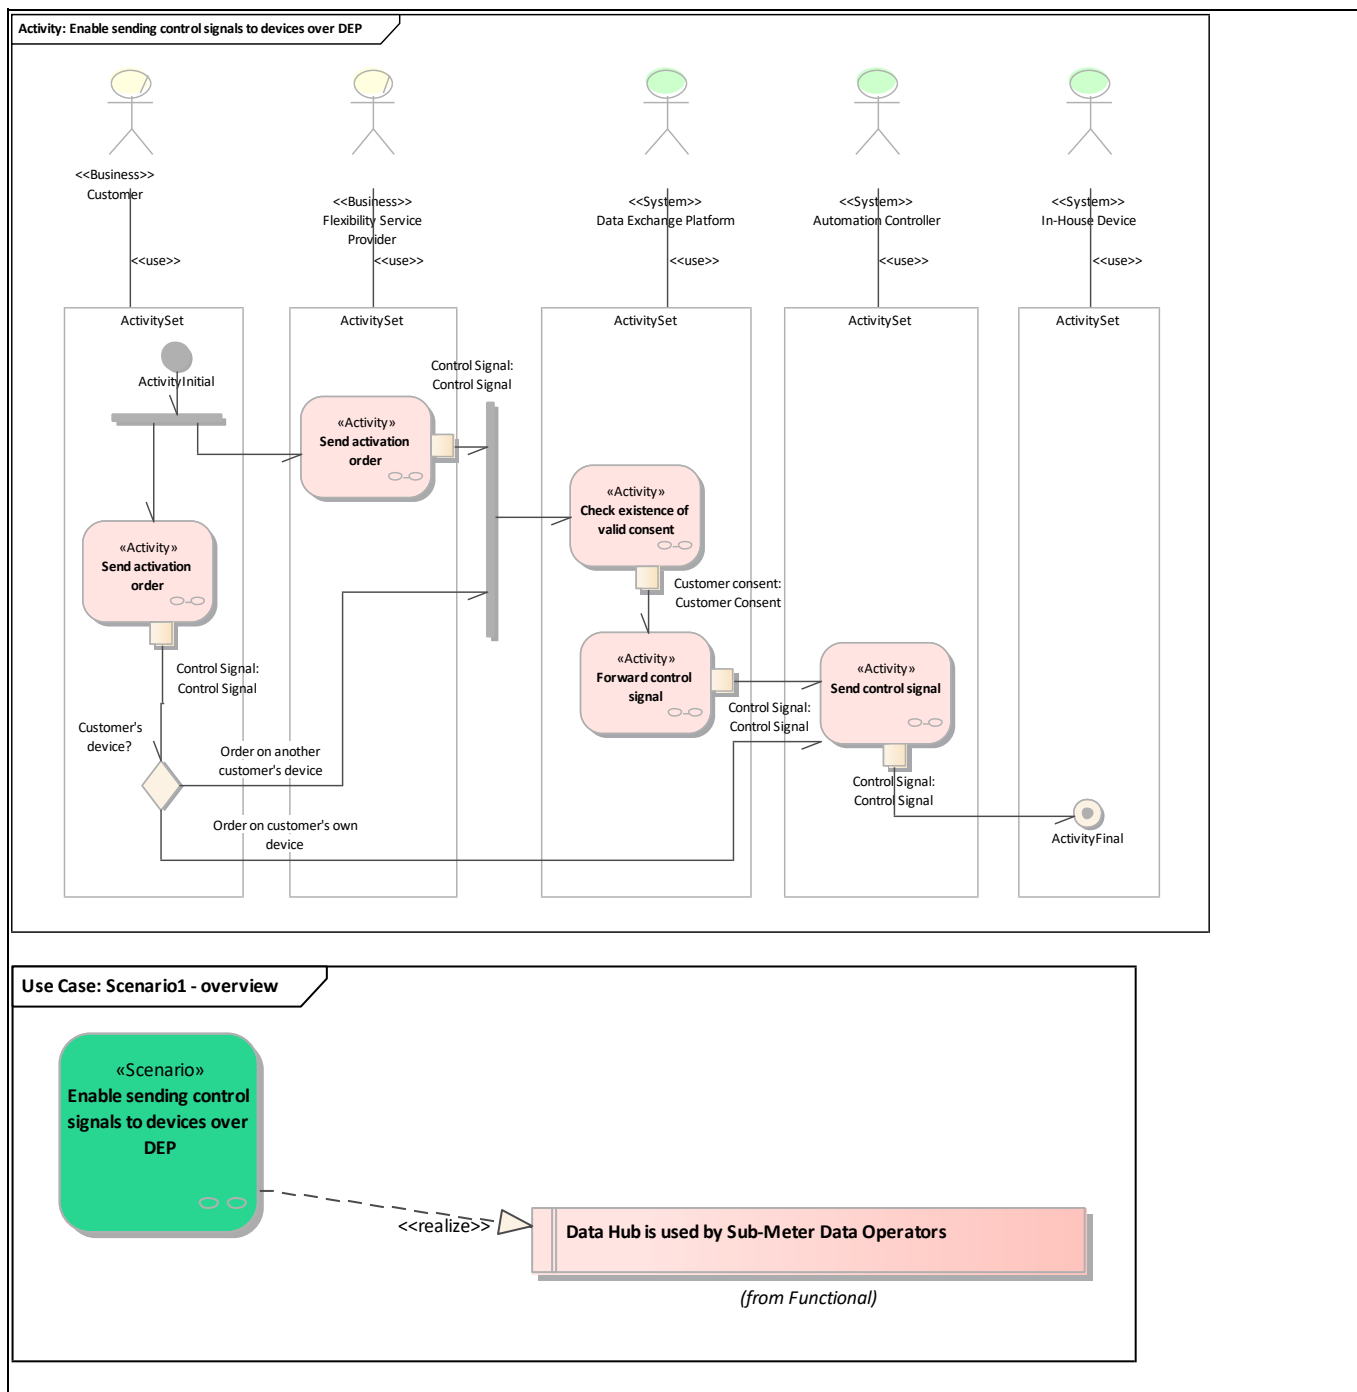 Activity: Enable sending control signals to devices over DEP
<<Business>>
Customer
<<Business>>
Flexibility Service
Provider
<<System>>
Data Exchange Platform
<<System>>
Automation Controller
<<System>>
In-House Device
<<use>>
<<use>>
<<use>>
<<use>>
<<use>>
ActivitySet
ActivitySet
ActivitySet
ActivitySet
ActivitySet
ActivityInitial
Control Signal:
Control Signal
«Activity»
Send activation
order
«Activity»
Check existence of
valid consent
«Activity»
Send activation
order
Customer consent:
Customer Consent
Control Signal:
Control Signal
«Activity»
Forward control
signal
«Activity»
Send control signal
Control Signal:
Control Signal
Customer's
device?
Order on another
customer's device
Control Signal:
Control Signal
Order on customer's own
device
ActivityFinal
Use Case: Scenario1 - overview
«Scenario»
Enable sending control
signals to devices over
DEP
<<realize>>
Data Hub is used by Sub-Meter Data Operators
(from Functional)